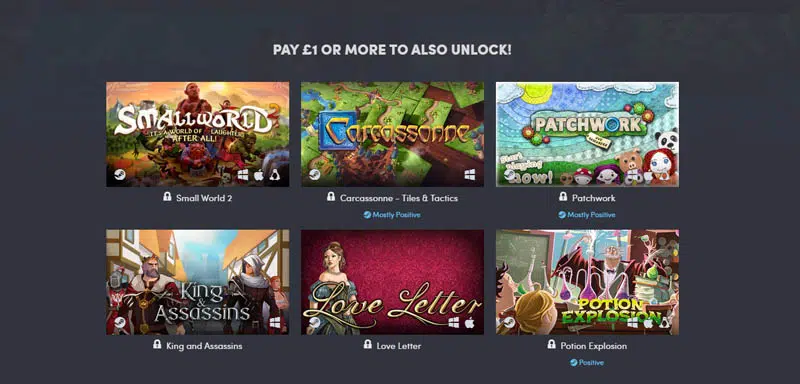 PAY £1 OR MORE TO ALSO UNLOCK!
SMALLWORLD
IT'S A WORLD OF LAUGHTER,
AFTER ALL!
Carcassonne
PATCHWORK
Start
playing
now!
Small World 2
Carcassonne - Tiles & Tactics
Patchwork
Mostly Positive
Mostly Positive
King
&
Assassins
Love Letter
POTION
EXPLOSION
King and Assassins
Love Letter
Potion Explosion
Positive